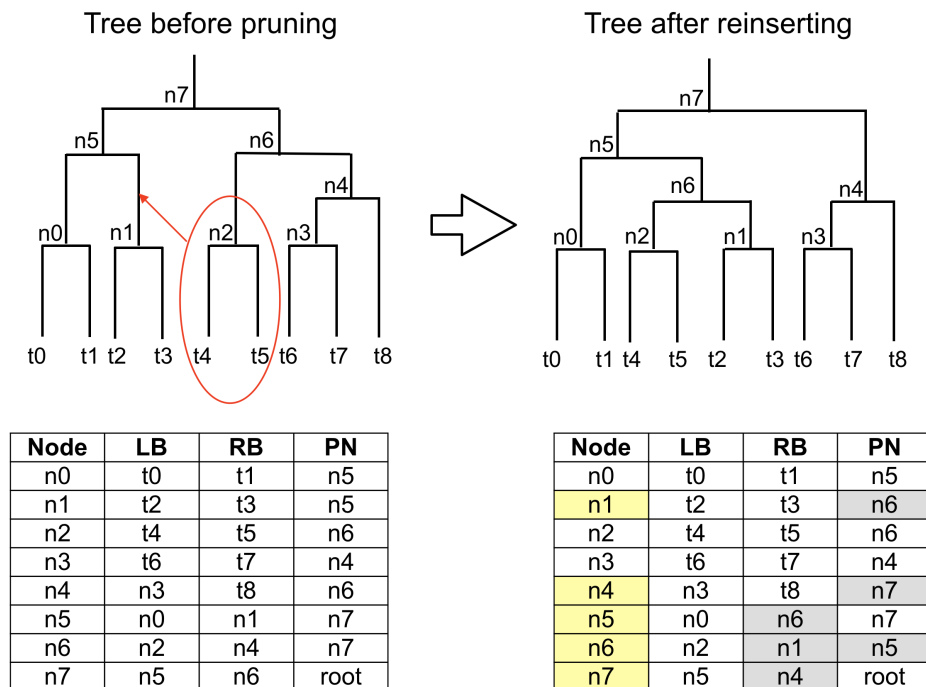 Tree before pruning
Tree after reinserting
n7
n5
n6
n4
n0
n1
n2
n3
t0 t1 t2 t3 t4 t5 t6 t7 t8
n7
n5
n6
n4
n0
n2
n1
n3
t0 t1 t4 t5 t2 t3 t6 t7 t8
Node LB RB PN
n0 t0 t1 n5
n1 t2 t3 n5
n2 t4 t5 n6
n3 t6 t7 n4
n4 n3 t8 n6
n5 n0 n1 n7
n6 n2 n4 n7
n7 n5 n6 root
Node LB RB PN
n0 t0 t1 n5
n1 t2 t3 n6
n2 t4 t5 n6
n3 t6 t7 n4
n4 n3 t8 n7
n5 n0 n6 n7
n6 n2 n1 n5
n7 n5 n4 root